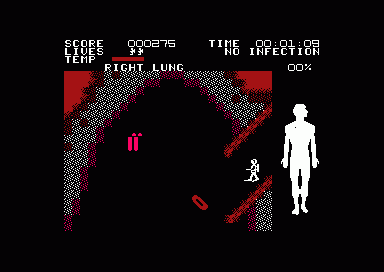 SCORE 000275 TIME 00:01:09
LIVES ** NO INFECTION
TEMP
RIGHT LUNG 00%